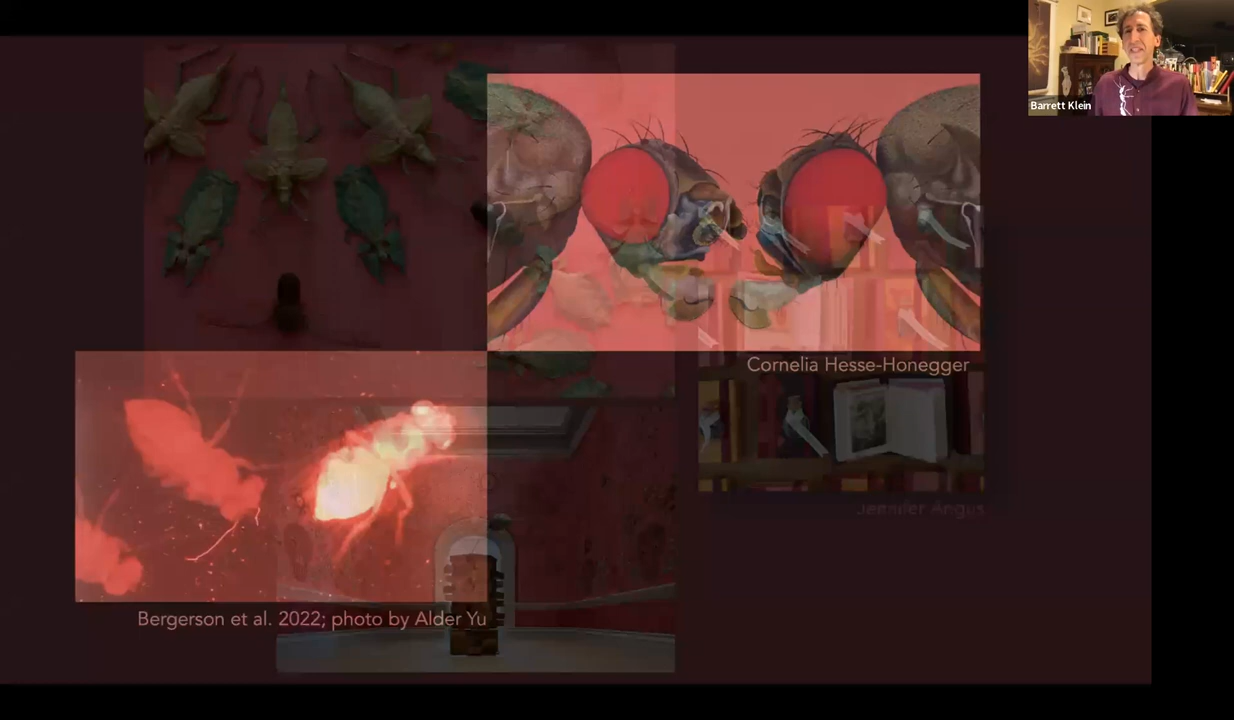 Barrett Klein
Cornelia Hesse-Honegger
Jennifer Angus
Bergerson et al. 2022; photo by Alder Yu